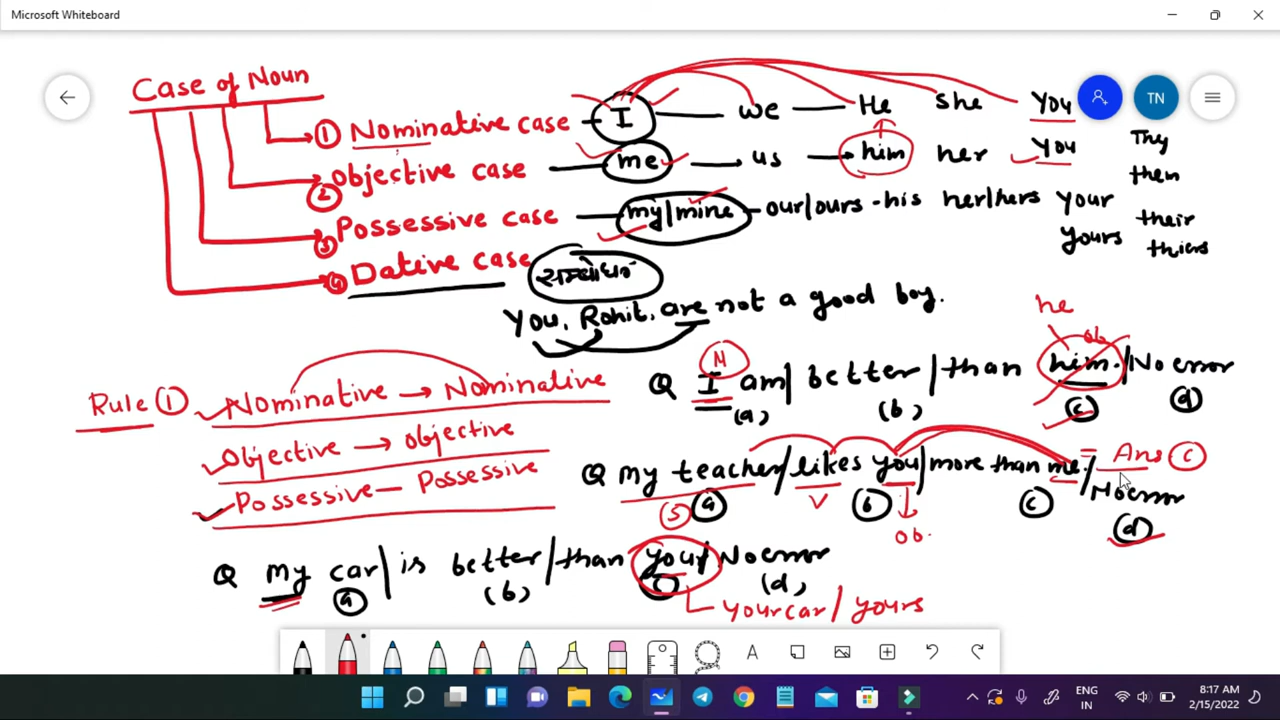 Microsoft Whiteboard
Case of Noun
① Nominative case – I — we — He she You They
② Objective case — me — us → him her You them
③ Possessive case — my/mine – our/ours - his her/hers your yours their thiers
④ Dative case
You, Rohit, are not a good boy.
he
Rule ① Nominative → Nominative
Objective → objective
Possessive – Possessive
N ob
Q I am/ better / than him./No error
(a) (b) (c) (d)
Q my teacher/likes you/more than me./ No error = Ans (c)
(S) (a) V (b) ob. (c) (d)
Q my car/ is better/than your/ No error
(a) (b) (d)
your car/ yours
TN
ENG
IN
8:17 AM
2/15/2022